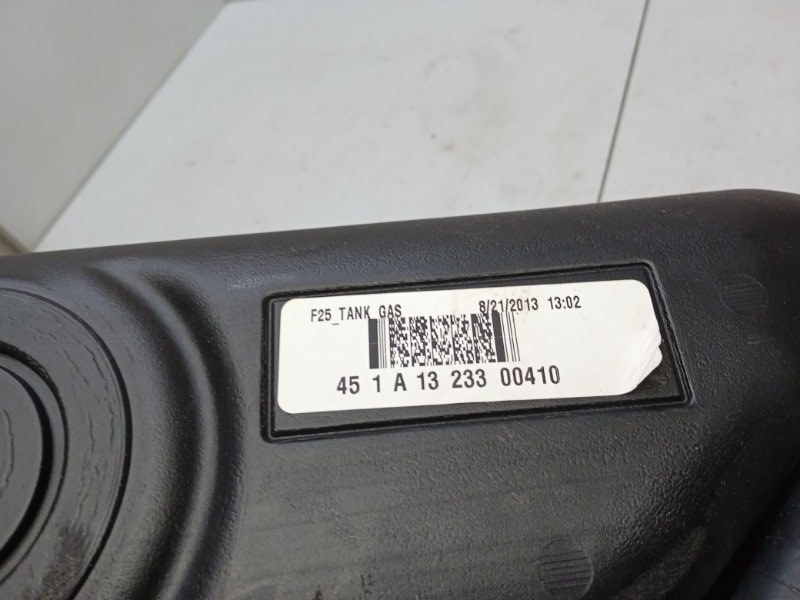 F25_TANK_GAS 8/21/2013 13:02
45 1 A 13 233 00410